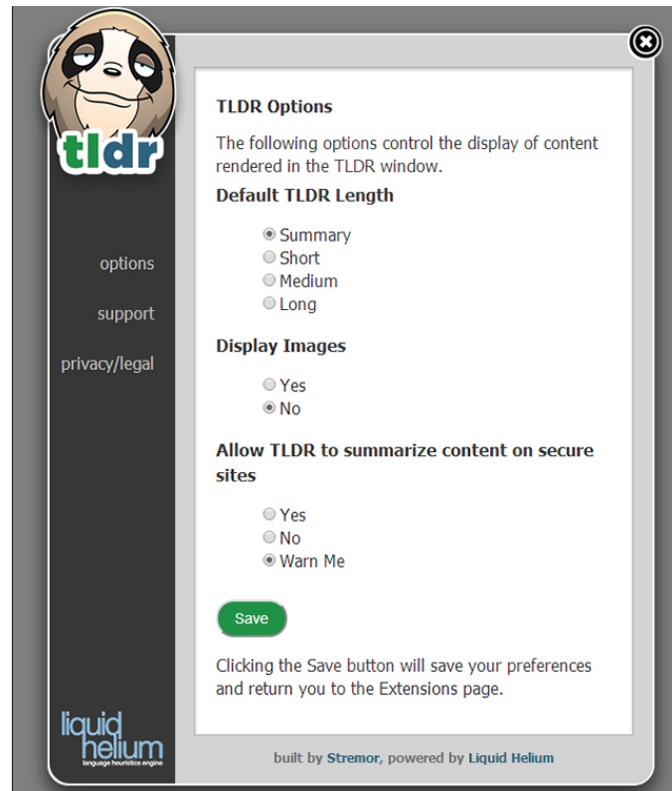 tldr
options
support
privacy/legal
TLDR Options
The following options control the display of content
rendered in the TLDR window.
Default TLDR Length
Summary
Short
Medium
Long
Display Images
Yes
No
Allow TLDR to summarize content on secure
sites
Yes
No
Warn Me
Save
Clicking the Save button will save your preferences
and return you to the Extensions page.
liquid
helium
language heuristics engine
built by Stremor, powered by Liquid Helium